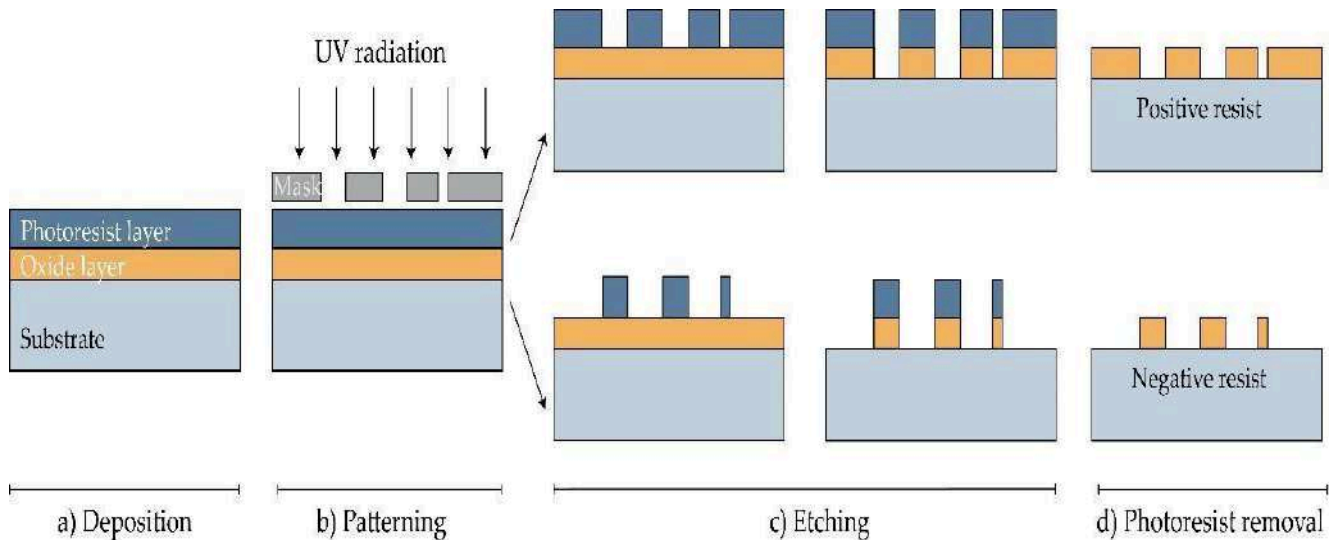 UV radiation
Mask
Photoresist layer
Oxide layer
Substrate
Positive resist
Negative resist
a) Deposition
b) Patterning
c) Etching
d) Photoresist removal